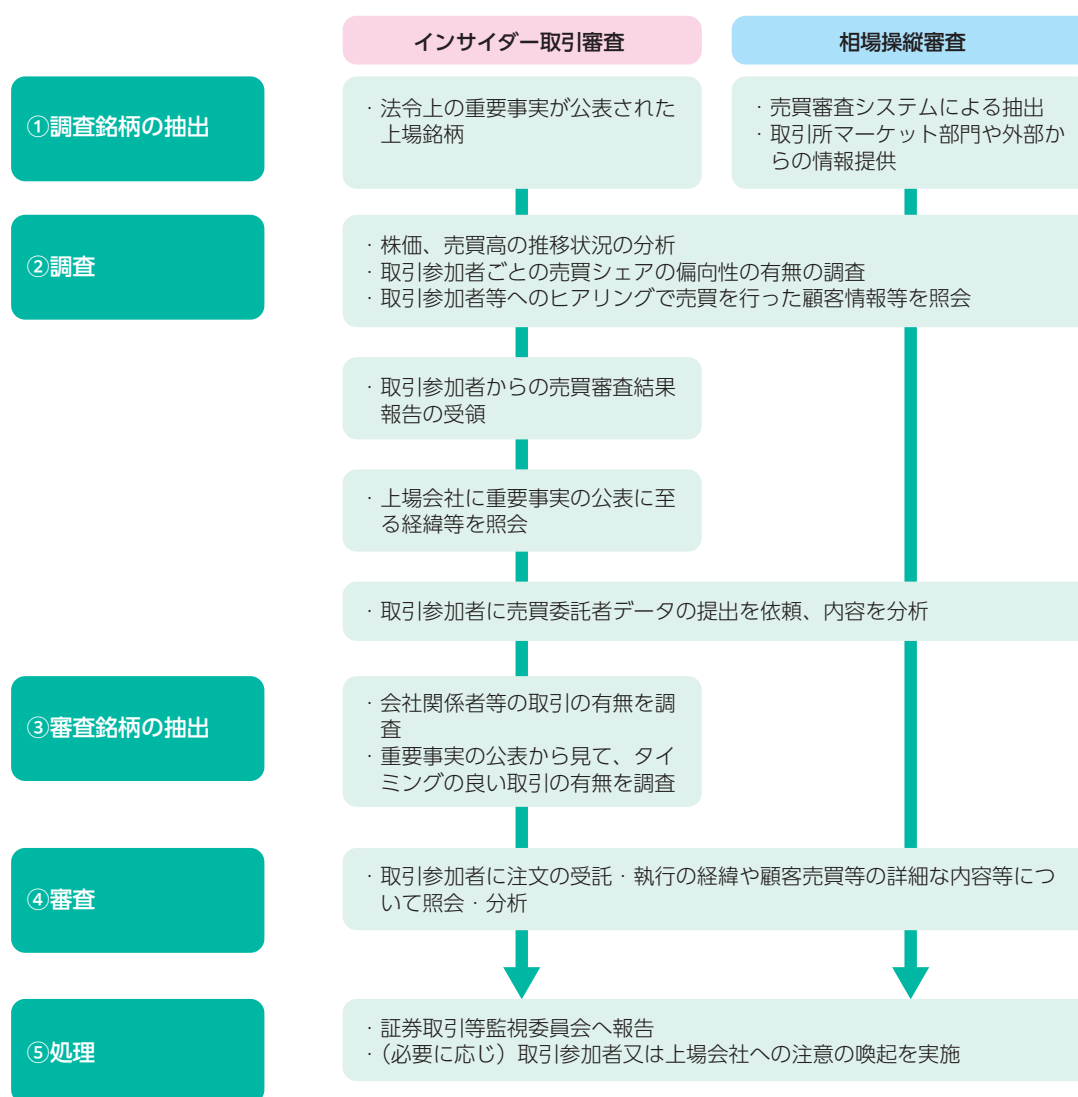 インサイダー取引審査
相場操縦審査
①調査銘柄の抽出
・法令上の重要事実が公表された
上場銘柄
・売買審査システムによる抽出
・取引所マーケット部門や外部か
らの情報提供
②調査
・株価、売買高の推移状況の分析
・取引参加者ごとの売買シェアの偏向性の有無の調査
・取引参加者等へのヒアリングで売買を行った顧客情報等を照会
・取引参加者からの売買審査結果
報告の受領
・上場会社に重要事実の公表に至
る経緯等を照会
・取引参加者に売買委託者データの提出を依頼、内容を分析
③審査銘柄の抽出
・会社関係者等の取引の有無を調
査
・重要事実の公表から見て、タイ
ミングの良い取引の有無を調査
④審査
・取引参加者に注文の受託・執行の経緯や顧客売買等の詳細な内容等につ
いて照会・分析
⑤処理
・証券取引等監視委員会へ報告
・（必要に応じ）取引参加者又は上場会社への注意の喚起を実施